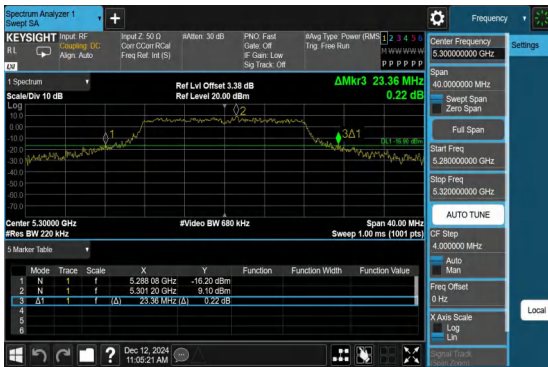 Spectrum Analyzer 1
Swept SA
Frequency
KEYSIGHT
RL
Input: RF
Coupling: DC
Align: Auto
Input Z: 50 Ω
Corr CCorr RCal
Freq Ref: Int (S)
#Atten: 30 dB
PNO: Fast
Gate: Off
IF Gain: Low
Sig Track: Off
#Avg Type: Power (RMS
Trig: Free Run
1 2 3 4 5 6
M W W W W W
P P P P P P
LXI
1 Spectrum
Scale/Div 10 dB
Ref Lvl Offset 3.38 dB
Ref Level 20.00 dBm
ΔMkr3 23.36 MHz
0.22 dB
Log
10.0
0.00
-10.0
-20.0
-30.0
-40.0
-50.0
-60.0
-70.0
1
2
3Δ1
DL1 -16.90 dBm
Center 5.30000 GHz
#Res BW 220 kHz
#Video BW 680 kHz
Span 40.00 MHz
Sweep 1.00 ms (1001 pts)
5 Marker Table
Mode Trace Scale X Y Function Function Width Function Value
1 N 1 f 5.288 08 GHz -16.20 dBm
2 N 1 f 5.301 20 GHz 9.10 dBm
3 Δ1 1 f (Δ) 23.36 MHz (Δ) 0.22 dB
4
5
6
Dec 12, 2024
11:05:21 AM
Center Frequency
5.300000000 GHz
Span
40.0000000 MHz
Swept Span
Zero Span
Full Span
Start Freq
5.280000000 GHz
Stop Freq
5.320000000 GHz
AUTO TUNE
CF Step
4.000000 MHz
Auto
Man
Freq Offset
0 Hz
X Axis Scale
Log
Lin
Signal Track
(Span Zoom)
Settings
Local